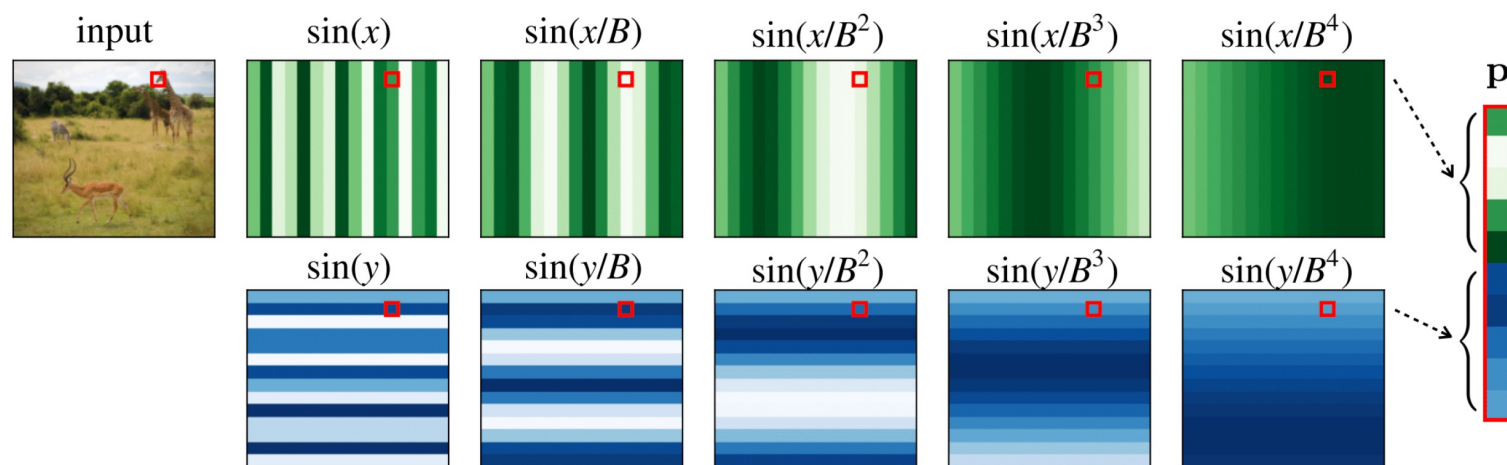 input sin(x) sin(x/B) sin(x/B²) sin(x/B³) sin(x/B⁴)
p
sin(y) sin(y/B) sin(y/B²) sin(y/B³) sin(y/B⁴)